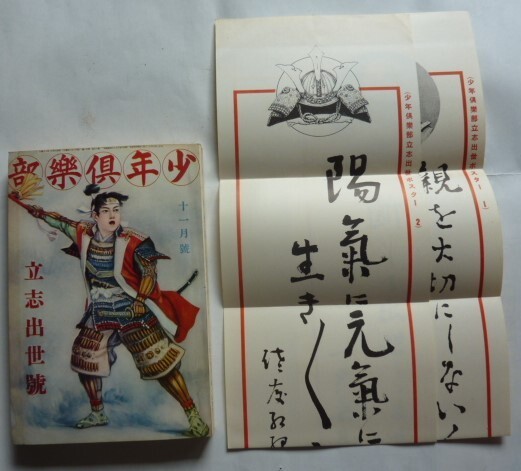 少年倶樂部
十一月號
立志出世號
(少年倶樂部立志出世ポスター 1)
親を大切にしない
(少年倶樂部立志出世ポスター 2)
陽氣に元氣に
生き〱